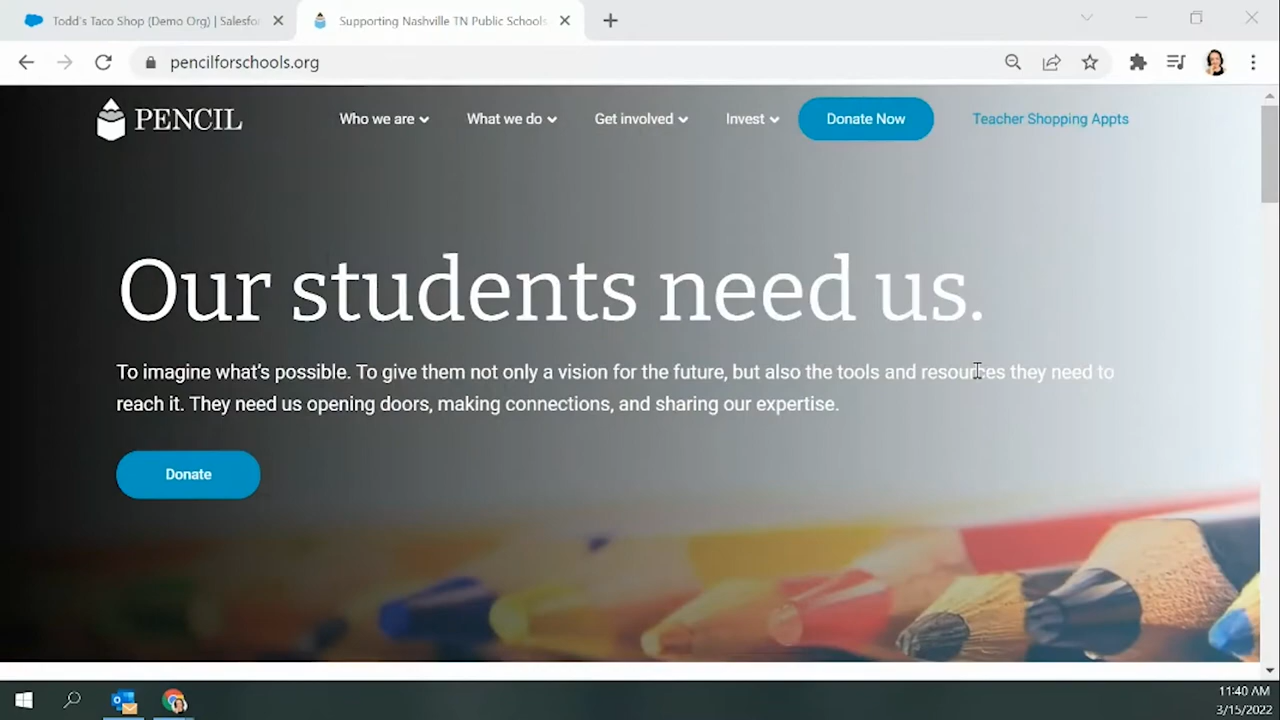 Todd's Taco Shop (Demo Org) | Salesfo
Supporting Nashville TN Public Schools
pencilforschools.org
PENCIL
Who we are
What we do
Get involved
Invest
Donate Now
Teacher Shopping Appts
Our students need us.
To imagine what's possible. To give them not only a vision for the future, but also the tools and resources they need to
reach it. They need us opening doors, making connections, and sharing our expertise.
Donate
11:40 AM
3/15/2022